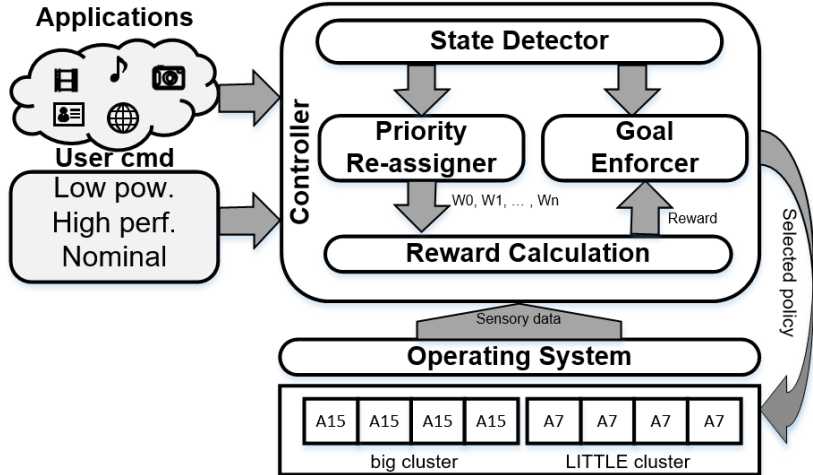 Applications
User cmd
Low pow.
High perf.
Nominal
Controller
State Detector
Priority
Re-assigner
Goal
Enforcer
W0, W1, ... , Wn
Reward
Reward Calculation
Selected policy
Sensory data
Operating System
A15 A15 A15 A15 A7 A7 A7 A7
big cluster LITTLE cluster